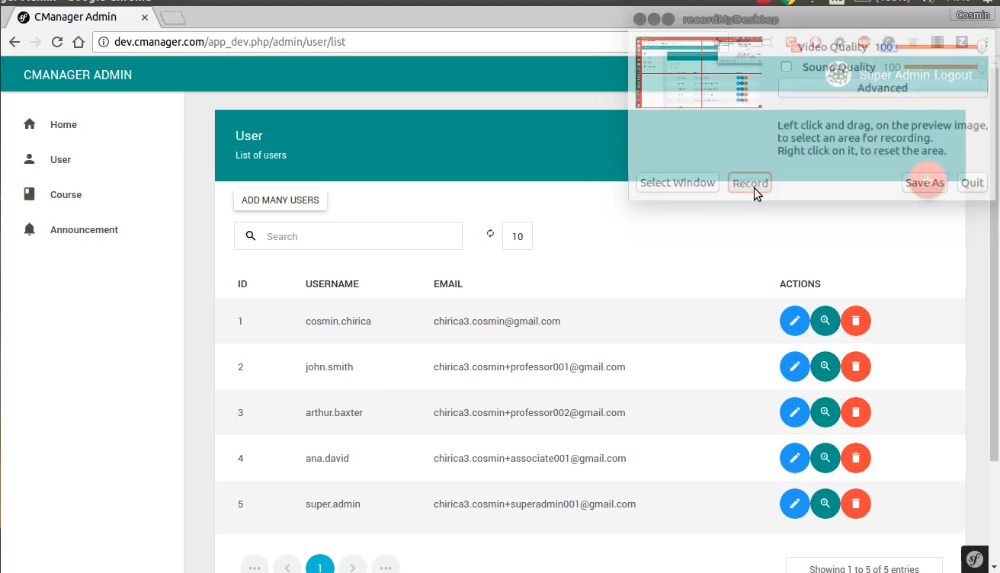 CManager Admin
Cosmin
recordMyDesktop
dev.cmanager.com/app_dev.php/admin/user/list
Video Quality 100
Sound Quality 100
Advanced
CMANAGER ADMIN
Super Admin Logout
Left click and drag, on the preview image,
to select an area for recording.
Right click on it, to reset the area.
Select Window
Record
Save As
Quit
Home
User
Course
Announcement
User
List of users
ADD MANY USERS
Search
10
ID USERNAME EMAIL ACTIONS
1 cosmin.chirica chirica3.cosmin@gmail.com
2 john.smith chirica3.cosmin+professor001@gmail.com
3 arthur.baxter chirica3.cosmin+professor002@gmail.com
4 ana.david chirica3.cosmin+associate001@gmail.com
5 super.admin chirica3.cosmin+superadmin001@gmail.com
1
Showing 1 to 5 of 5 entries